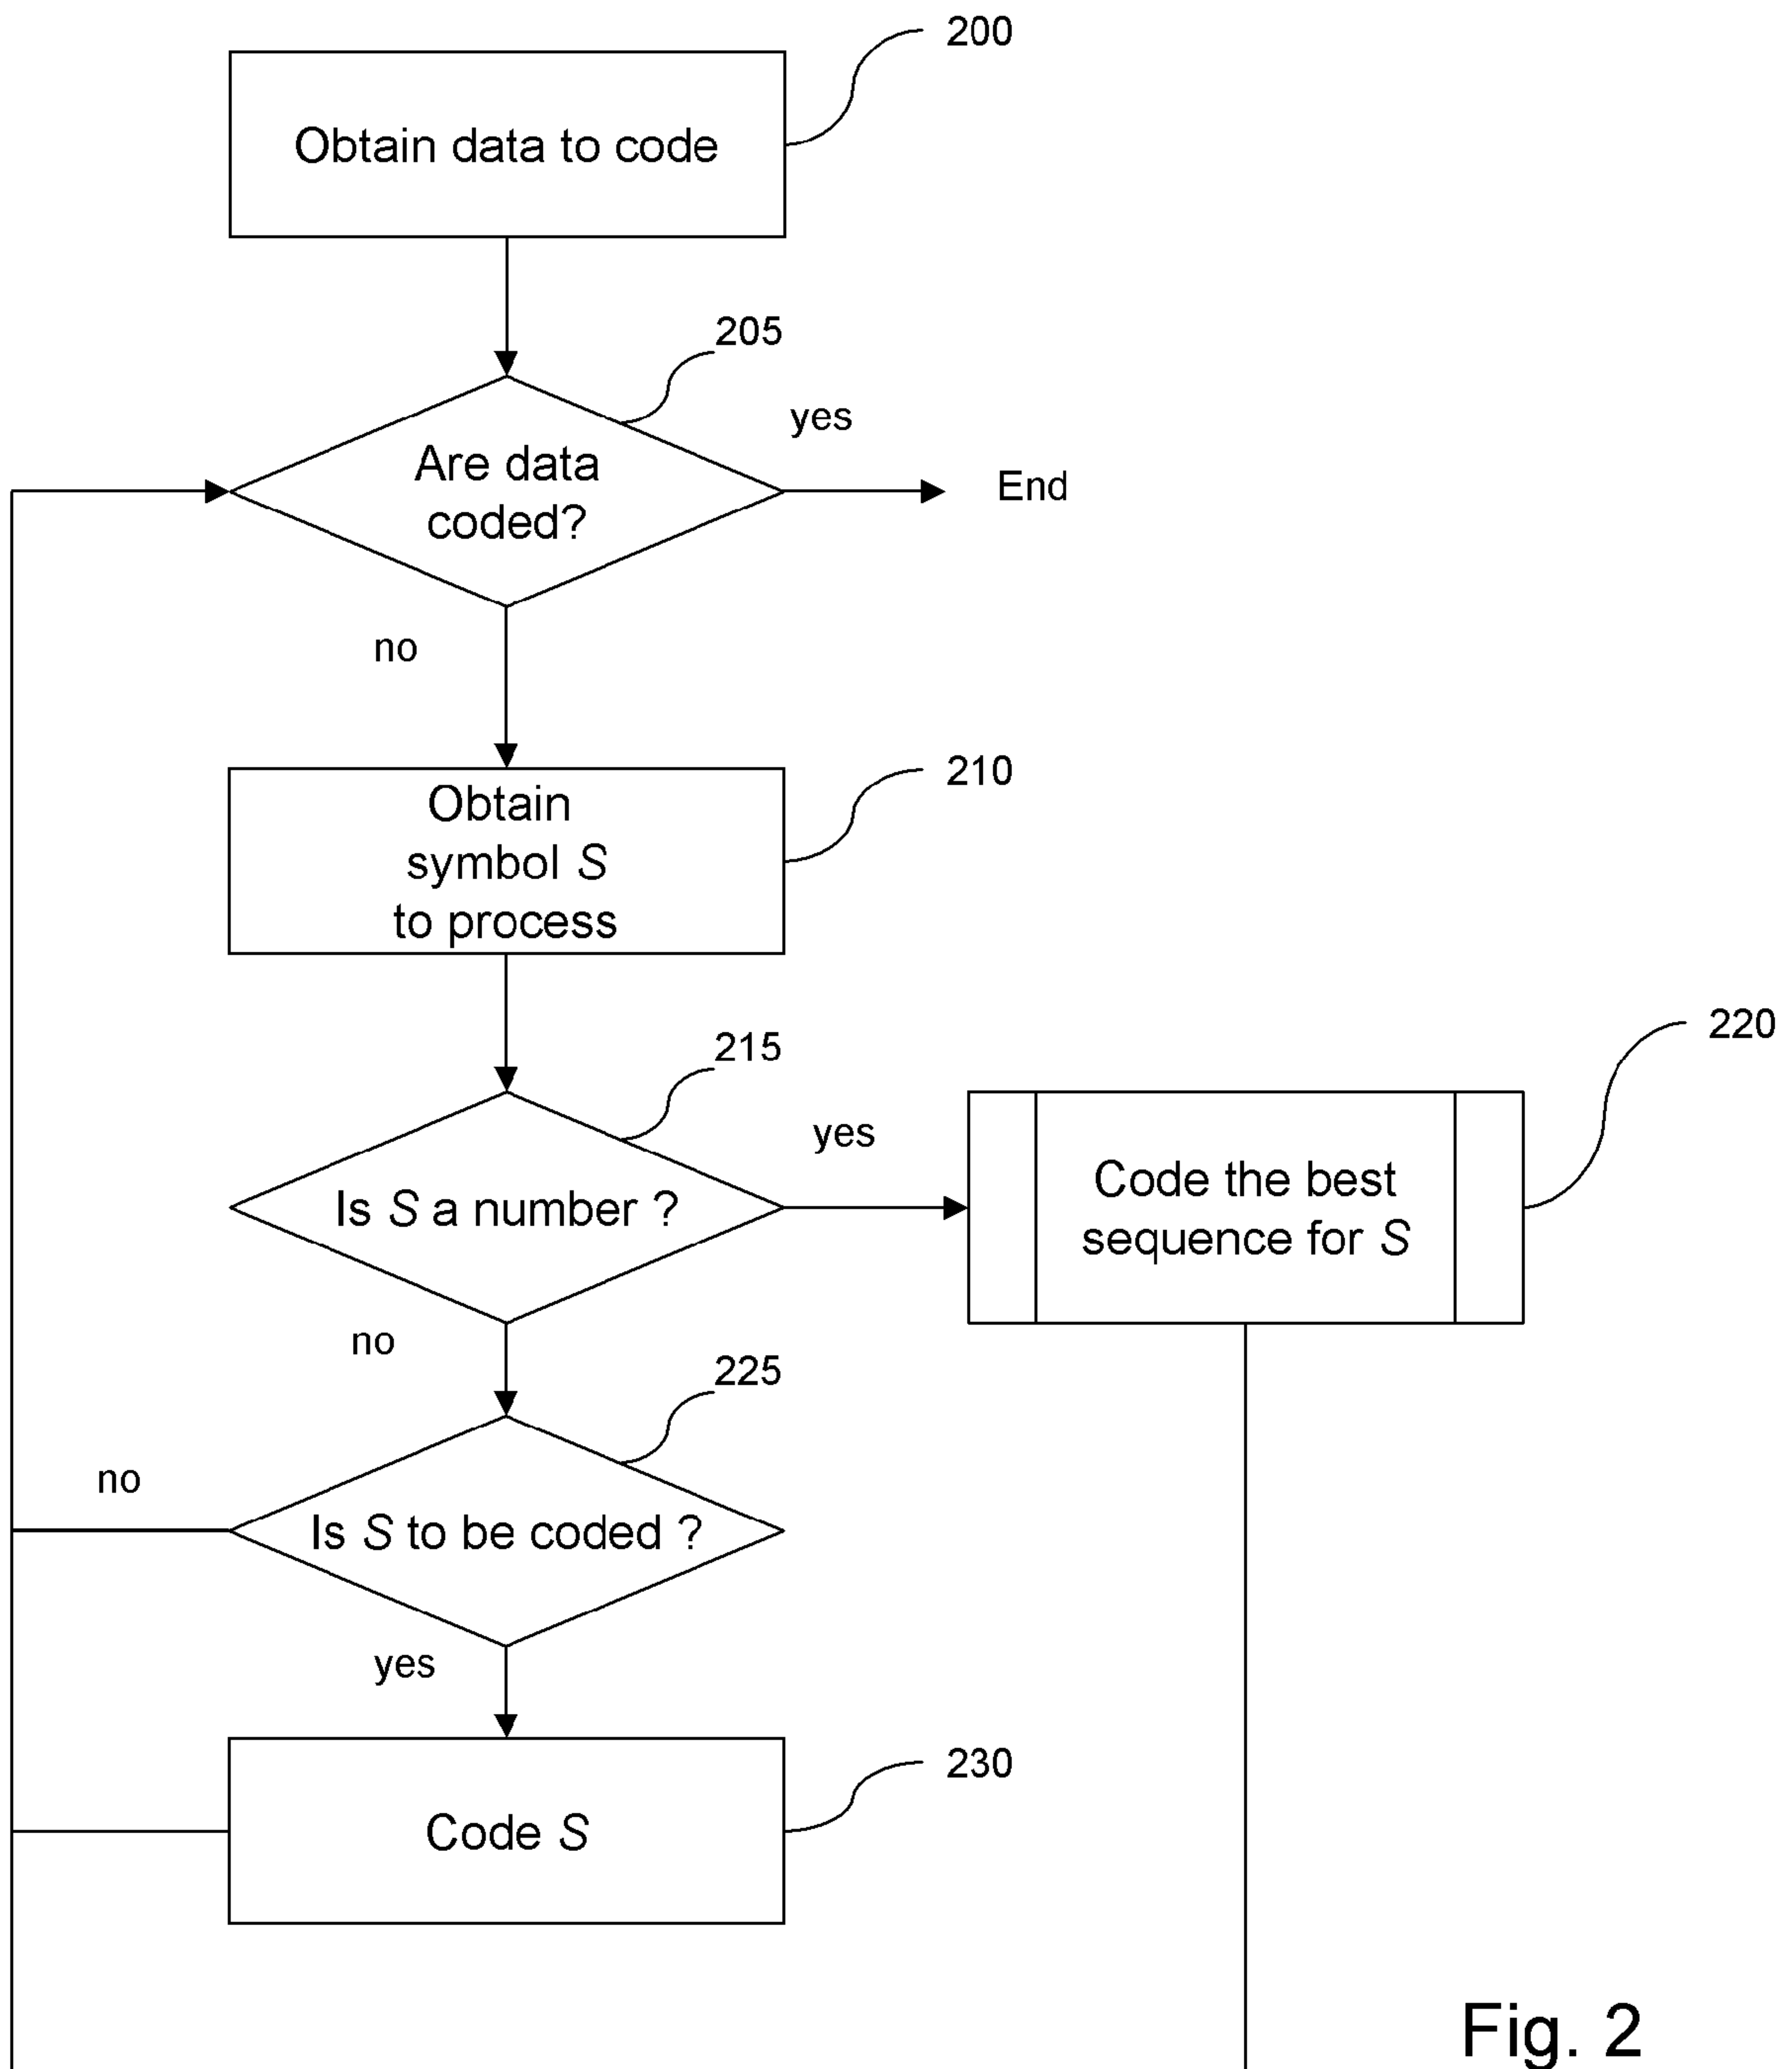 200
Obtain data to code
205
yes
Are data
coded?
End
no
210
Obtain
symbol S
to process
220
215
yes
Is S a number ?
Code the best
sequence for S
no
225
no
Is S to be coded ?
yes
230
Code S
Fig. 2